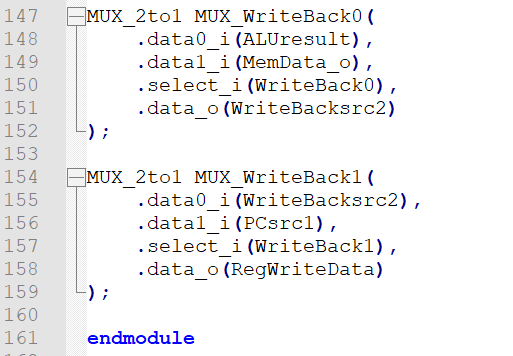 147 MUX_2to1 MUX_WriteBack0(
148     .data0_i(ALUresult),
149     .data1_i(MemData_o),
150     .select_i(WriteBack0),
151     .data_o(WriteBacksrc2)
152 );
153
154 MUX_2to1 MUX_WriteBack1(
155     .data0_i(WriteBacksrc2),
156     .data1_i(PCsrc1),
157     .select_i(WriteBack1),
158     .data_o(RegWriteData)
159 );
160
161 endmodule